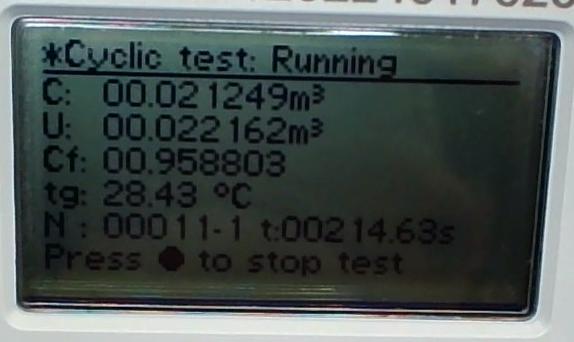 *Cyclic test: Running
C: 00.021249m³
U: 00.022162m³
Cf: 00.958803
tg: 28.43 °C
N : 00011-1 t:00214.63s
Press ● to stop test